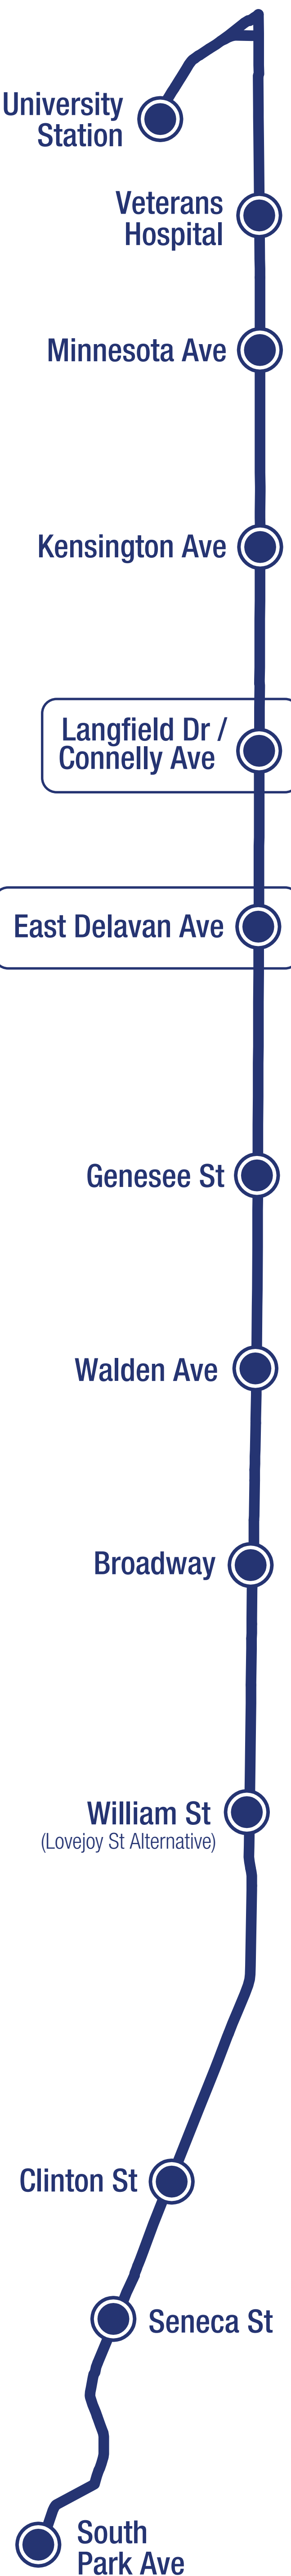 University
Station
Veterans
Hospital
Minnesota Ave
Kensington Ave
Langfield Dr /
Connelly Ave
East Delavan Ave
Genesee St
Walden Ave
Broadway
William St
(Lovejoy St Alternative)
Clinton St
Seneca St
South
Park Ave